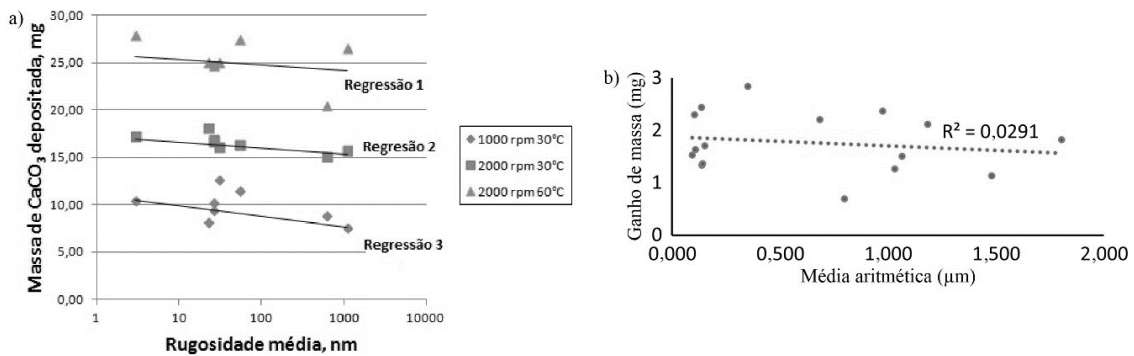 a)
Massa de CaCO₃ depositada, mg
30,00
25,00
20,00
15,00
10,00
5,00
0,00
Regressão 1
Regresão 2
Regressão 3
1
10
100
1000
10000
Rugosidade média, nm
1000 rpm 30°C
2000 rpm 30°C
2000 rpm 60°C
b)
Ganho de massa (mg)
3
2
1
0
R² = 0,0291
0,000
0,500
1,000
1,500
2,000
Média aritmética (µm)